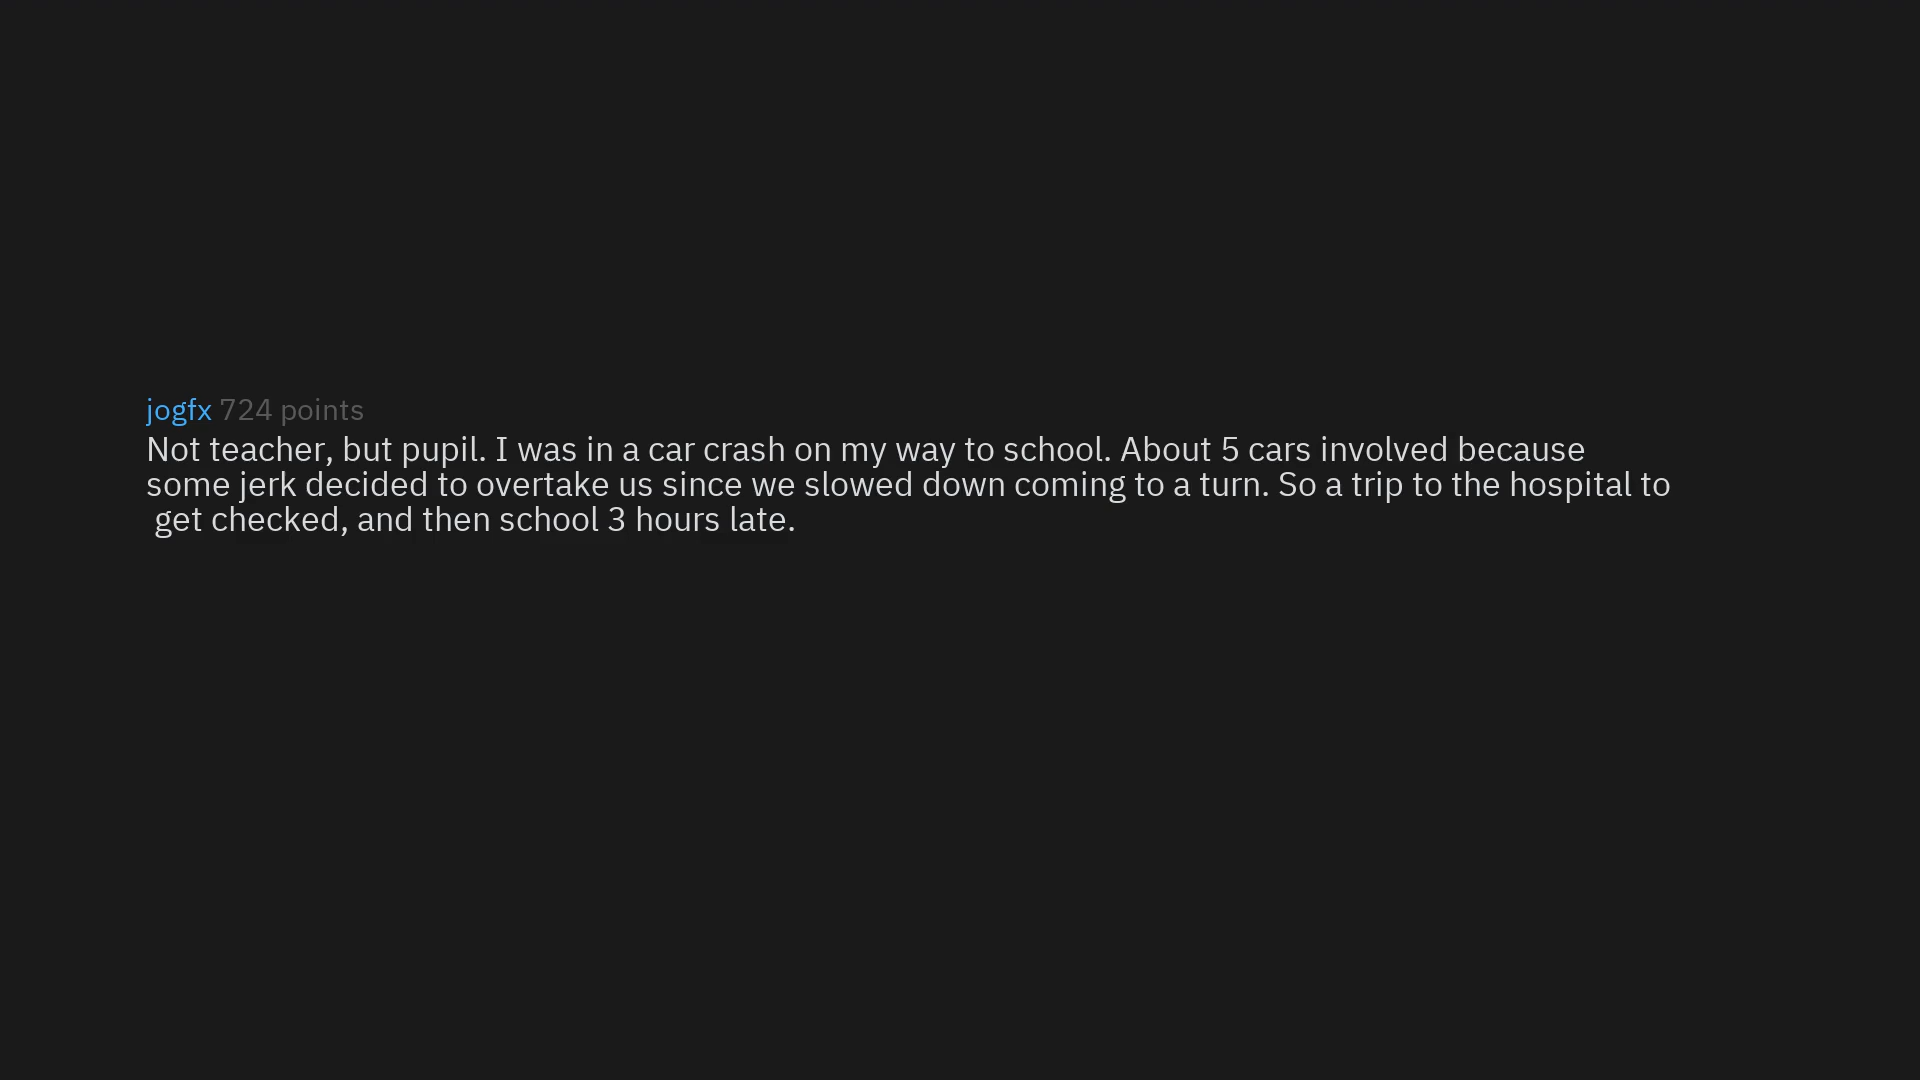 jogfx 724 points
Not teacher, but pupil. I was in a car crash on my way to school. About 5 cars involved because
some jerk decided to overtake us since we slowed down coming to a turn. So a trip to the hospital to
get checked, and then school 3 hours late.